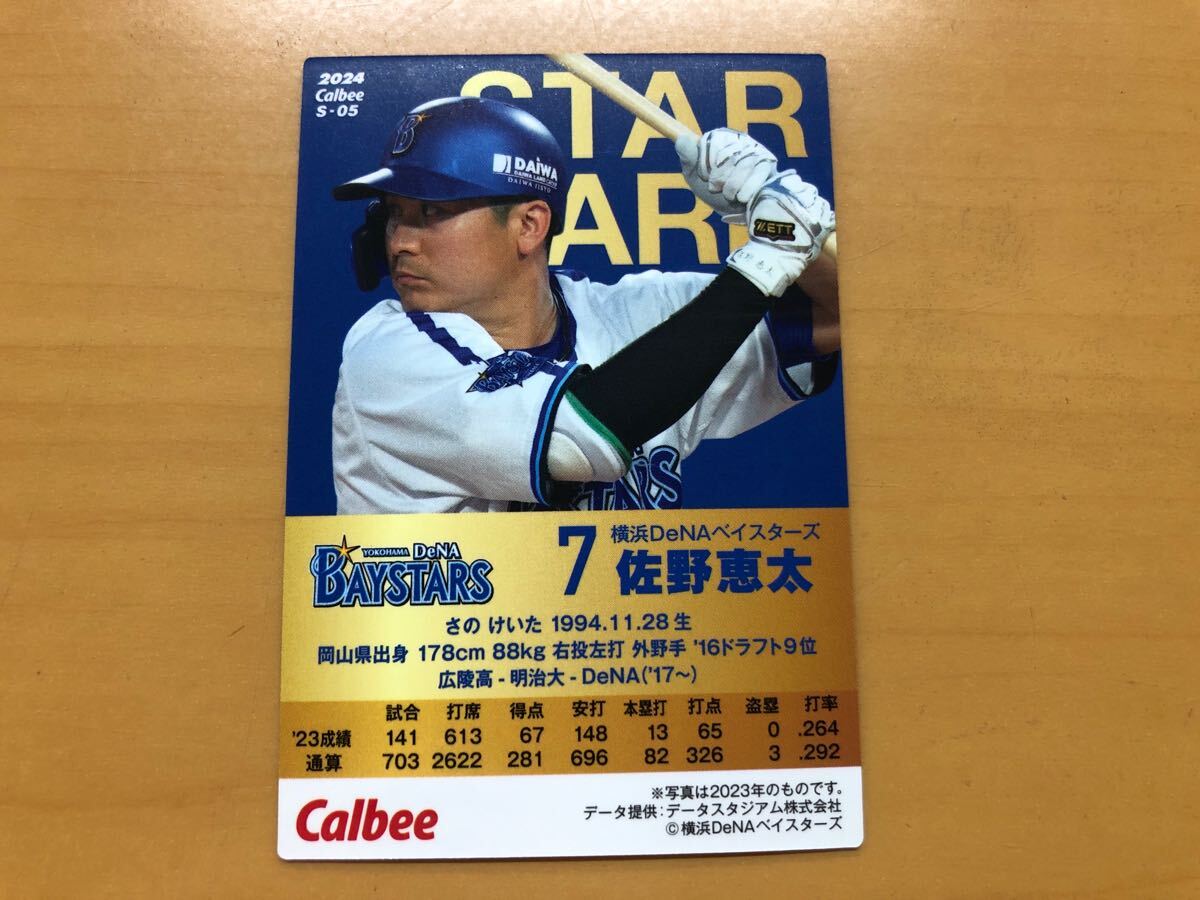 2024
Calbee
S-05
STAR
CARD
B
DAiWA
DAIWA LEASE GROUP
ZETT
YOKOHAMA DeNA
BAYSTARS
7
横浜DeNAベイスターズ
佐野恵太
さの けいた 1994.11.28生
岡山県出身 178cm 88kg 右投左打 外野手 '16ドラフト9位
広陵高-明治大-DeNA('17〜)
試合 打席 得点 安打 本塁打 打点 盗塁 打率
'23成績 141 613 67 148 13 65 0 .264
通算 703 2622 281 696 82 326 3 .292
Calbee
※写真は2023年のものです。
データ提供:データスタジアム株式会社
©横浜DeNAベイスターズ